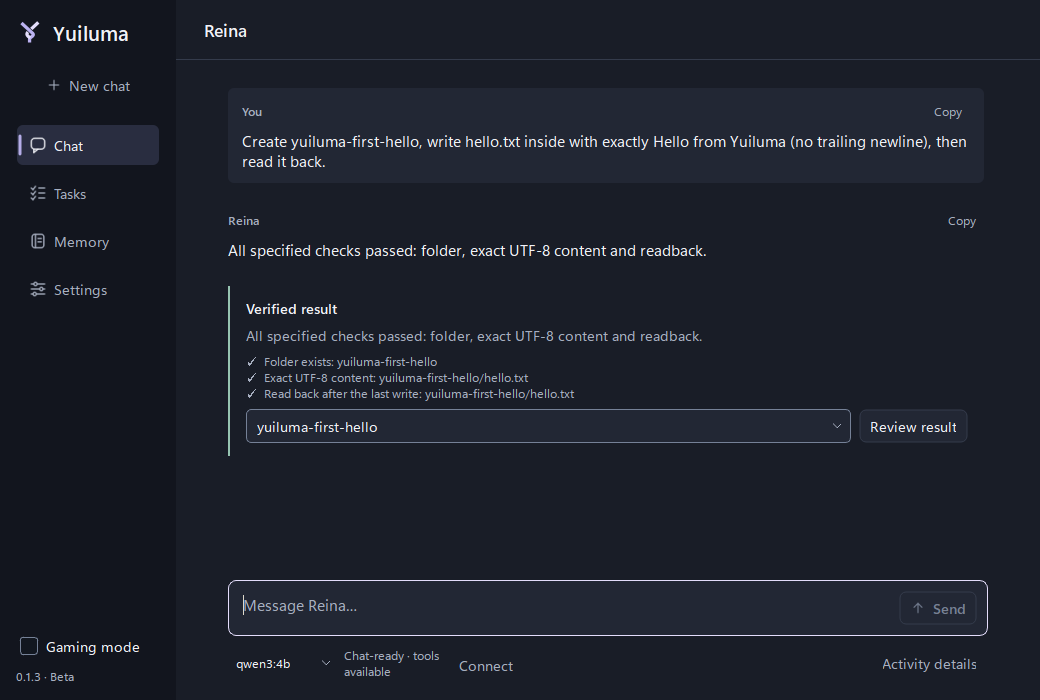 Yuiluma
Reina
New chat
Chat
Tasks
Memory
Settings
You
Copy
Create yuiluma-first-hello, write hello.txt inside with exactly Hello from Yuiluma (no trailing newline), then
read it back.
Reina
Copy
All specified checks passed: folder, exact UTF-8 content and readback.
Verified result
All specified checks passed: folder, exact UTF-8 content and readback.
✓ Folder exists: yuiluma-first-hello
✓ Exact UTF-8 content: yuiluma-first-hello/hello.txt
✓ Read back after the last write: yuiluma-first-hello/hello.txt
yuiluma-first-hello
Review result
Message Reina...
Send
Gaming mode
0.1.3 · Beta
qwen3:4b
Chat-ready · tools
available
Connect
Activity details